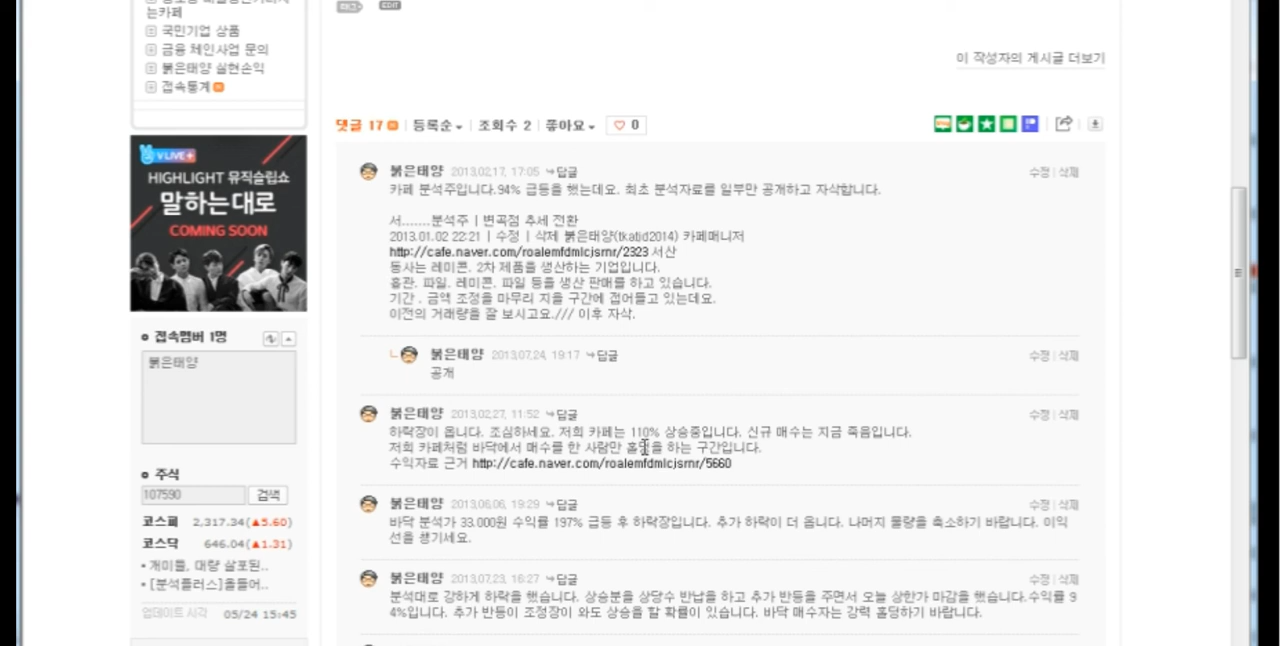 는카페
국민기업 상품
금융 체인사업 문의
붉은태양 실현손익
접속통계
V LIVE+
HIGHLIGHT 뮤직슬립쇼
말하는대로
COMING SOON
접속멤버 1명
붉은태양
주식
107590 검색
코스피 2,317.34(▲5.60)
코스닥 646.04(▲1.31)
• 개미들, 대량 살포된..
• [분석플러스]올들어..
업데이트 시각 05/24 15:45
태그 EDIT
이 작성자의 게시글 더보기
댓글 17 | 등록순 | 조회수 2 | 좋아요 ♡ 0
붉은태양 2013.02.17, 17:05 답글 수정 | 삭제
카페 분석주입니다.94% 급등을 했는데요. 최초 분석자료를 일부만 공개하고 자삭합니다.
서.......분석주 | 변곡점 추세 전환
2013.01.02 22:21 | 수정 | 삭제 붉은태양(tkatid2014) 카페매니저
http://cafe.naver.com/roalemfdmlcjsrnr/2323 서산
동사는 레미콘. 2차 제품을 생산하는 기업입니다.
흄관. 파일. 레미콘. 파일 등을 생산 판매를 하고 있습니다.
기간 . 금액 조정을 마무리 지을 구간에 접어들고 있는데요.
이전의 거래량을 잘 보시고요./// 이후 자삭.
붉은태양 2013.07.24, 19:17 답글 수정 | 삭제
공개
붉은태양 2013.02.27, 11:52 답글 수정 | 삭제
하락장이 옵니다. 조심하세요. 저희 카페는 110% 상승중입니다. 신규 매수는 지금 죽음입니다.
저희 카페처럼 바닥에서 매수를 한 사람만 홀딩을 하는 구간입니다.
수익자료 근거 http://cafe.naver.com/roalemfdmlcjsrnr/5660
붉은태양 2013.06.06, 19:29 답글 수정 | 삭제
바닥 분석가 33.000원 수익률 197% 급등 후 하락장입니다. 추가 하락이 더 옵니다. 나머지 물량을 축소하기 바랍니다. 이익
선을 챙기세요.
붉은태양 2013.07.23, 16:27 답글 수정 | 삭제
분석대로 강하게 하락을 했습니다. 상승분을 상당수 반납을 하고 추가 반등을 주면서 오늘 상한가 마감을 했습니다.수익률 9
4%입니다. 추가 반등이 조정장이 와도 상승을 할 확률이 있습니다. 바닥 매수자는 강력 홀딩하기 바랍니다.